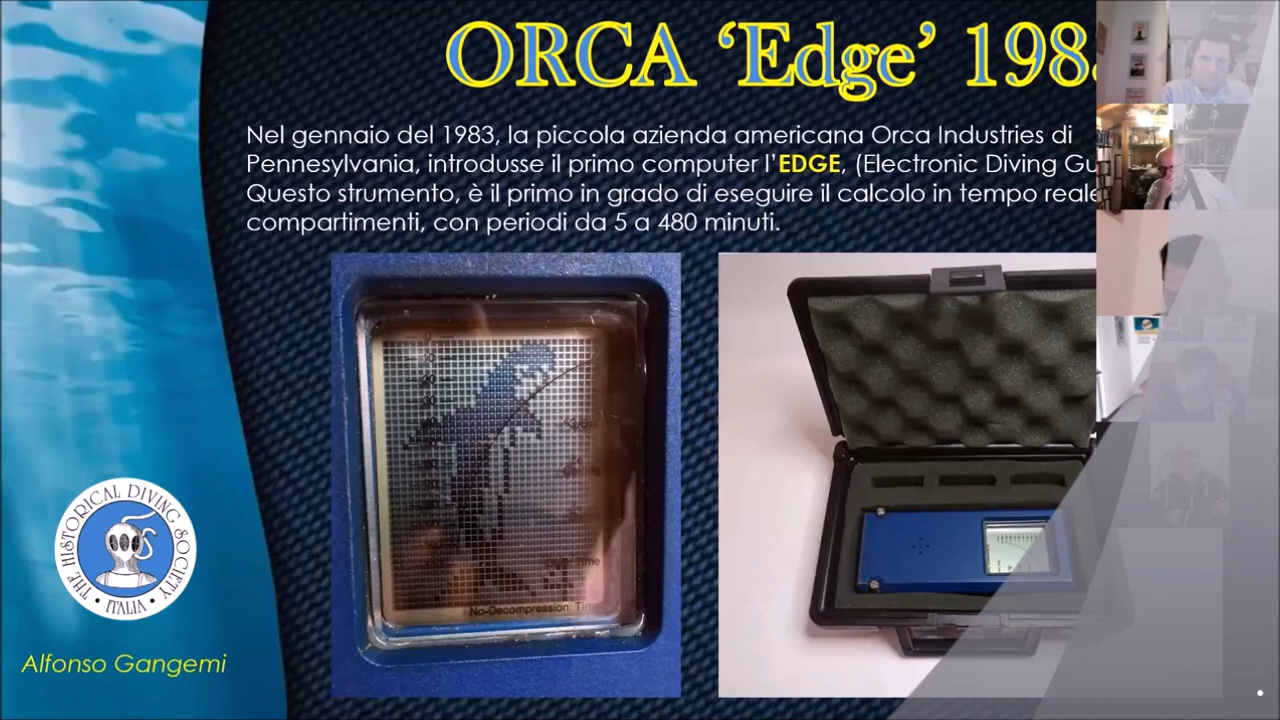 ORCA ‘Edge’ 198
Nel gennaio del 1983, la piccola azienda americana Orca Industries di
Pennesylvania, introdusse il primo computer l’EDGE, (Electronic Diving Gu
Questo strumento, è il primo in grado di eseguire il calcolo in tempo reale
compartimenti, con periodi da 5 a 480 minuti.
No-Decompression Tim
THE HISTORICAL DIVING SOCIETY
• ITALIA •
Alfonso Gangemi